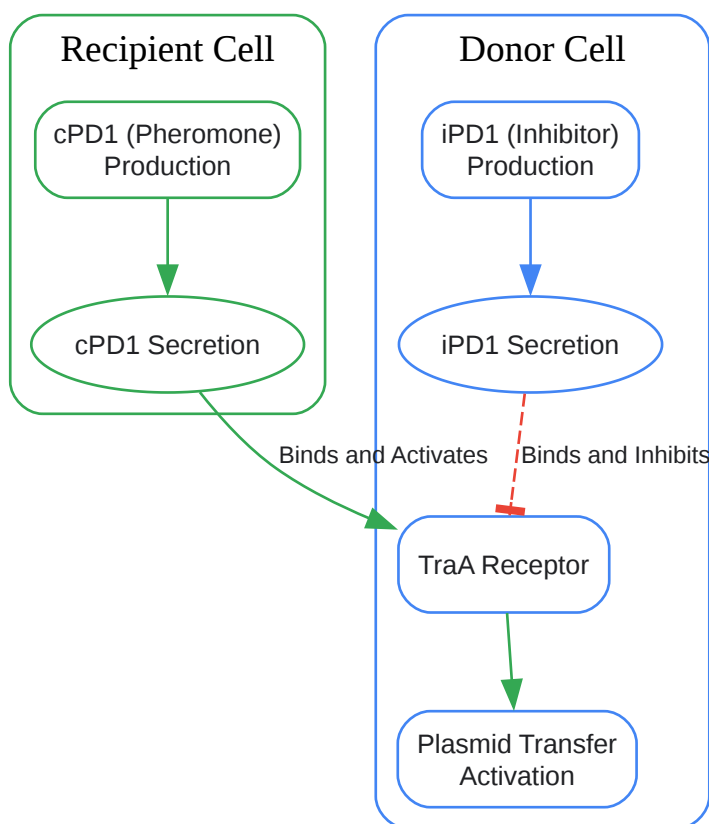 Recipient Cell
cPD1 (Pheromone)
Production
cPD1 Secretion
Donor Cell
iPD1 (Inhibitor)
Production
iPD1 Secretion
Binds and Activates
Binds and Inhibits
TraA Receptor
Plasmid Transfer
Activation